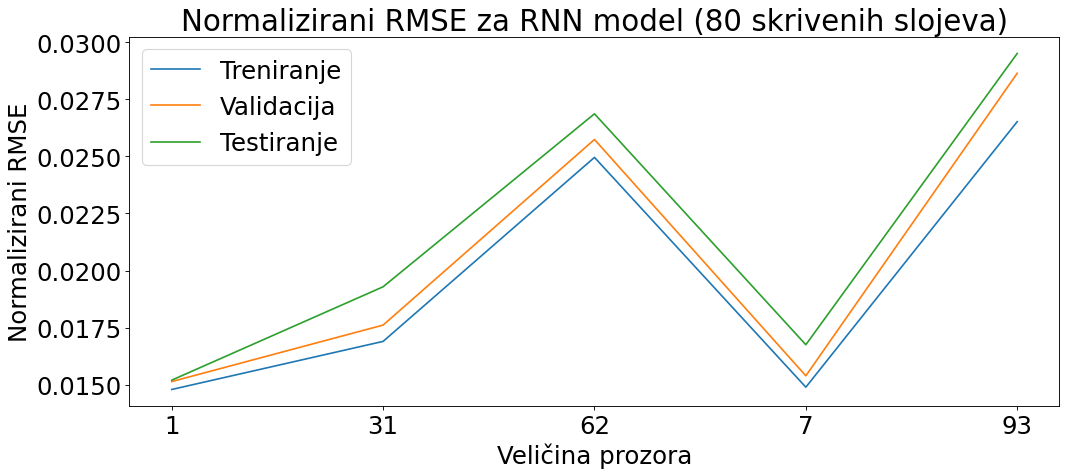 Normalizirani RMSE za RNN model (80 skrivenih slojeva)
Normalizirani RMSE
0.0300
0.0275
0.0250
0.0225
0.0200
0.0175
0.0150
Treniranje
Validacija
Testiranje
1 31 62 7 93
Veličina prozora